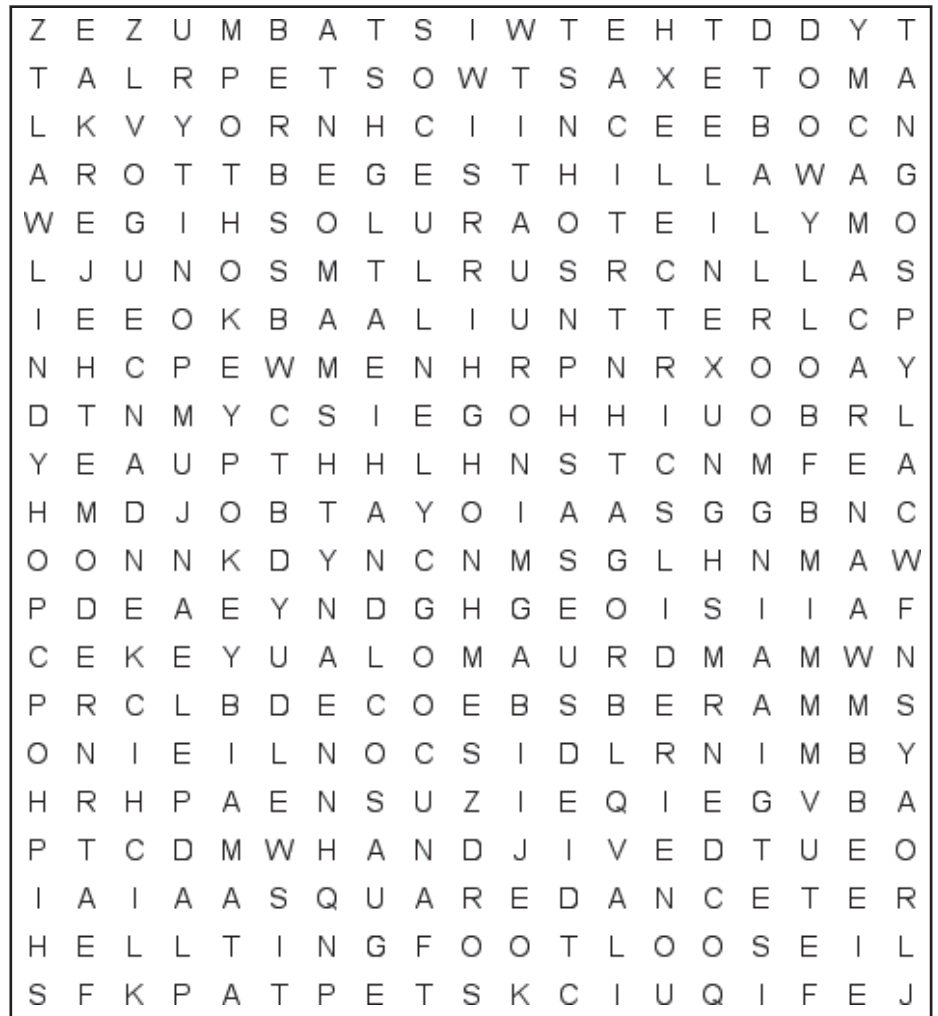 Z E Z U M B A T S I W T E H T D D Y T
T A L R P E T S O W T S A X E T O M A
L K V Y O R N H C I I N C E E B O C N
A R O T T B E G E S T H I L L A W A G
W E G I H S O L U R A O T E I L Y M O
L J U N O S M T L R U S R C N L L A S
I E E O K B A A L I U N T T E R L C P
N H C P E W M E N H R P N R X O O A Y
D T N M Y C S I E G O H H I U O B R L
Y E A U P T H H L H N S T C N M F E A
H M D J O B T A Y O I A A S G G B N C
O O N N K D Y N C N M S G L H N M A W
P D E A E Y N D G H G E O I S I I A F
C E K E Y U A L O M A U R D M A M W N
P R C L B D E C O E B S B E R A M M S
O N I E I L N O C S I D L R N I M B Y
H R H P A E N S U Z I E Q I E G V B A
P T C D M W H A N D J I V E D T U E O
I A I A A S Q U A R E D A N C E T E R
H E L L T I N G F O O T L O O S E I L
S F K P A T P E T S K C I U Q I F E J